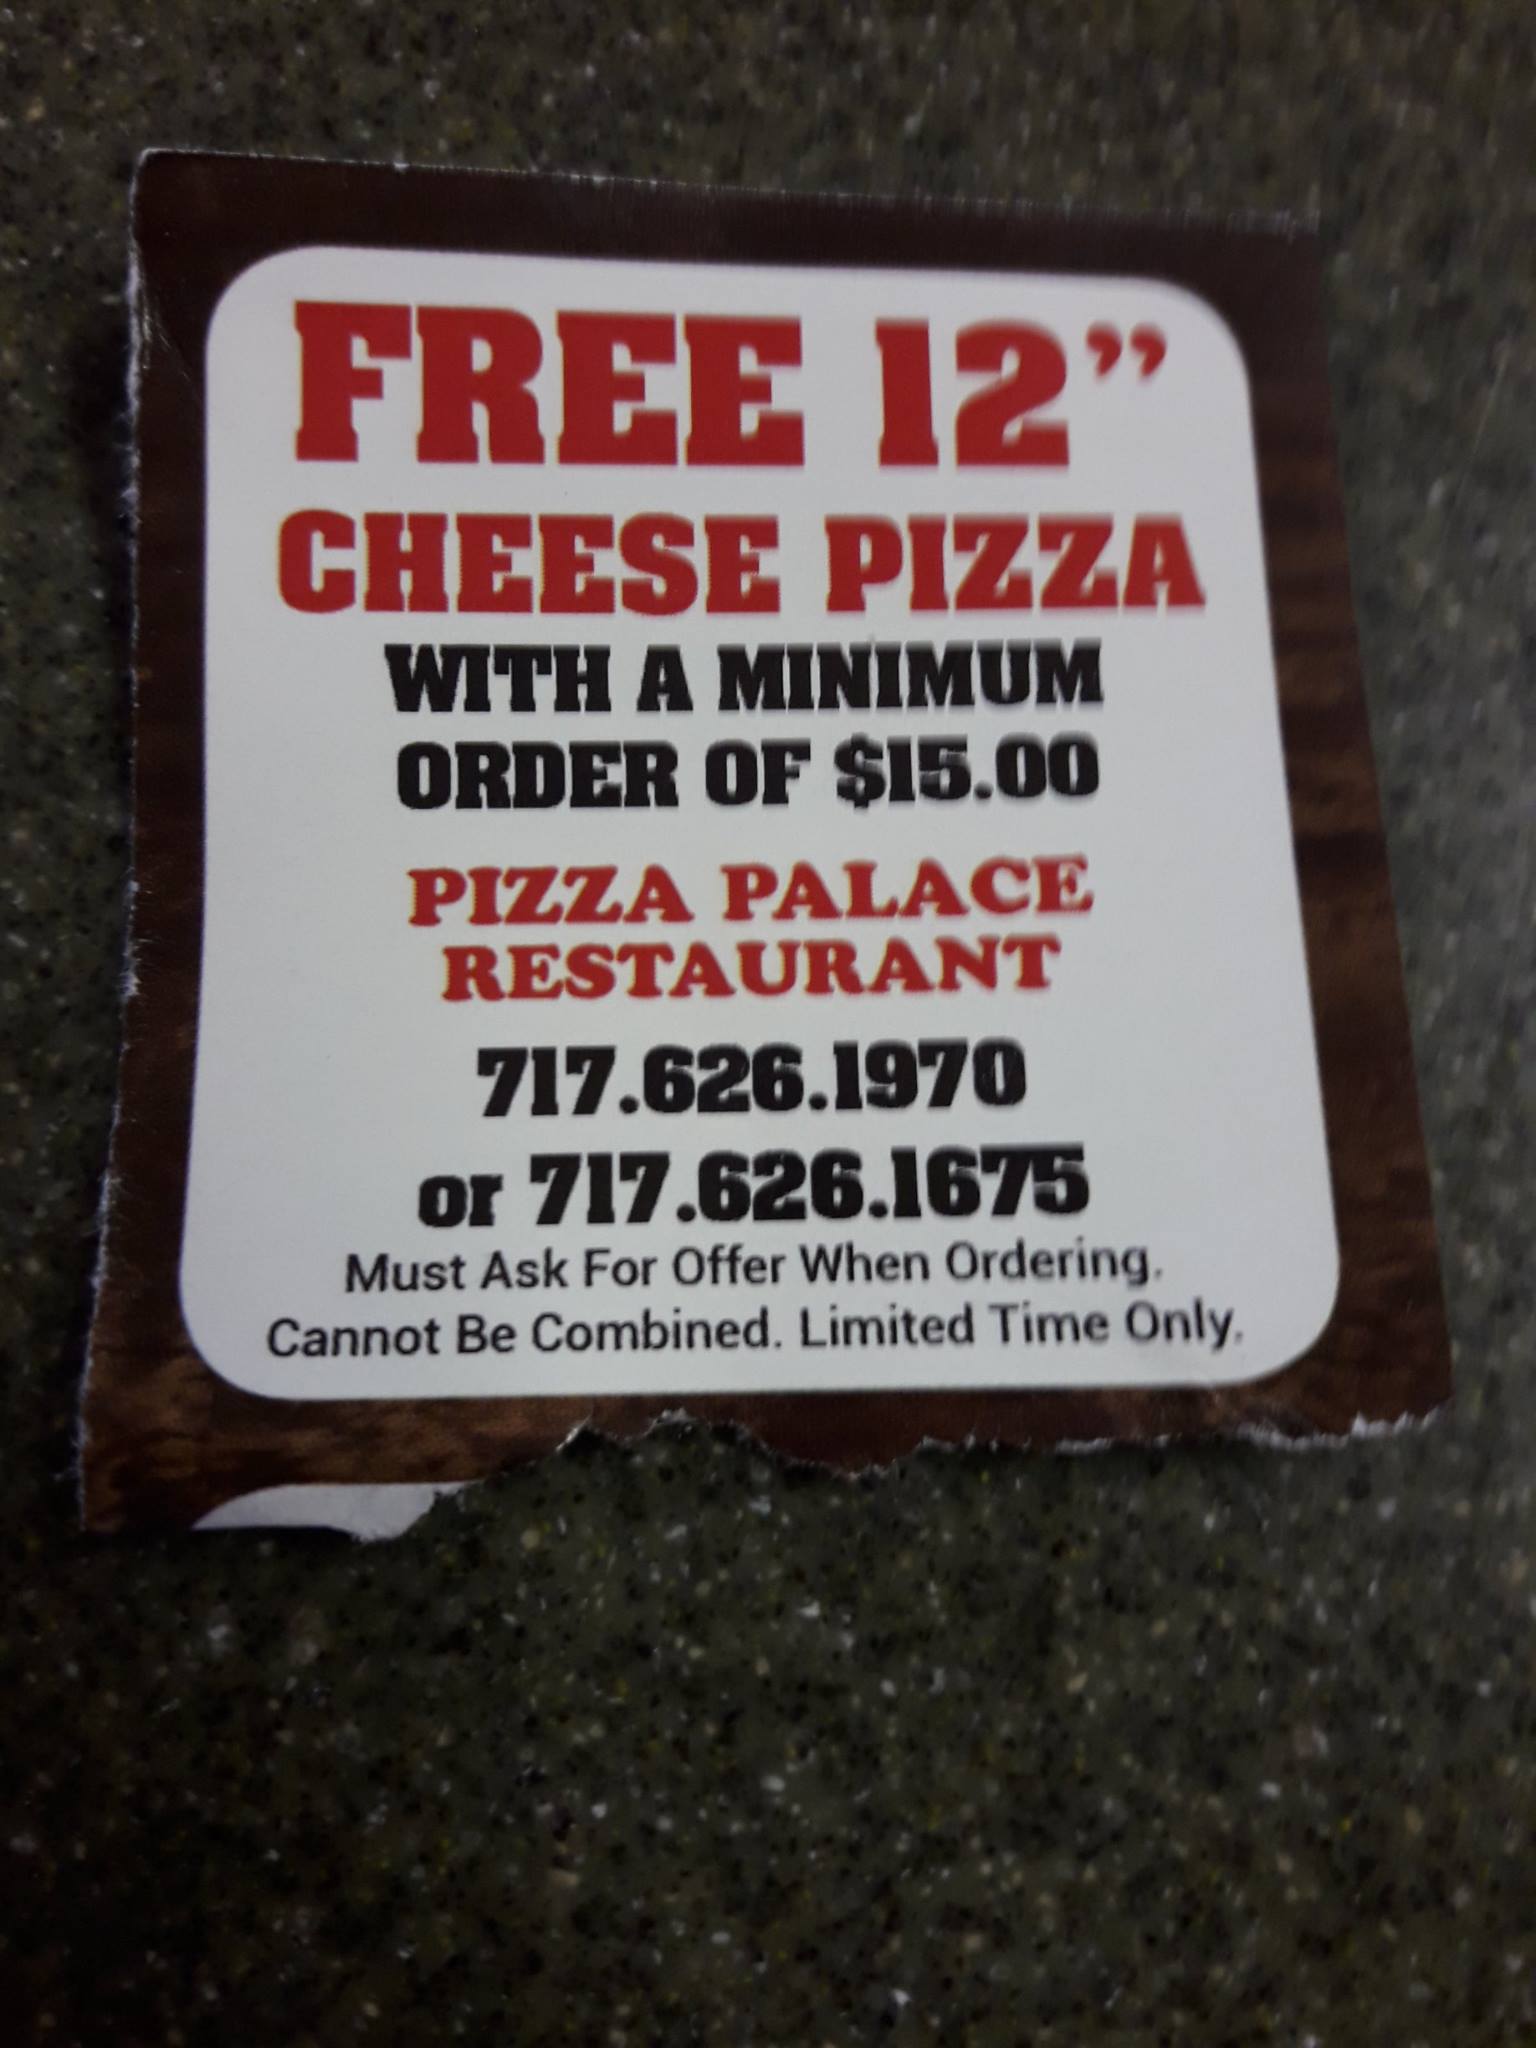 FREE 12”
CHEESE PIZZA
WITH A MINIMUM
ORDER OF $15.00
PIZZA PALACE
RESTAURANT
717.626.1970
or 717.626.1675
Must Ask For Offer When Ordering.
Cannot Be Combined. Limited Time Only.